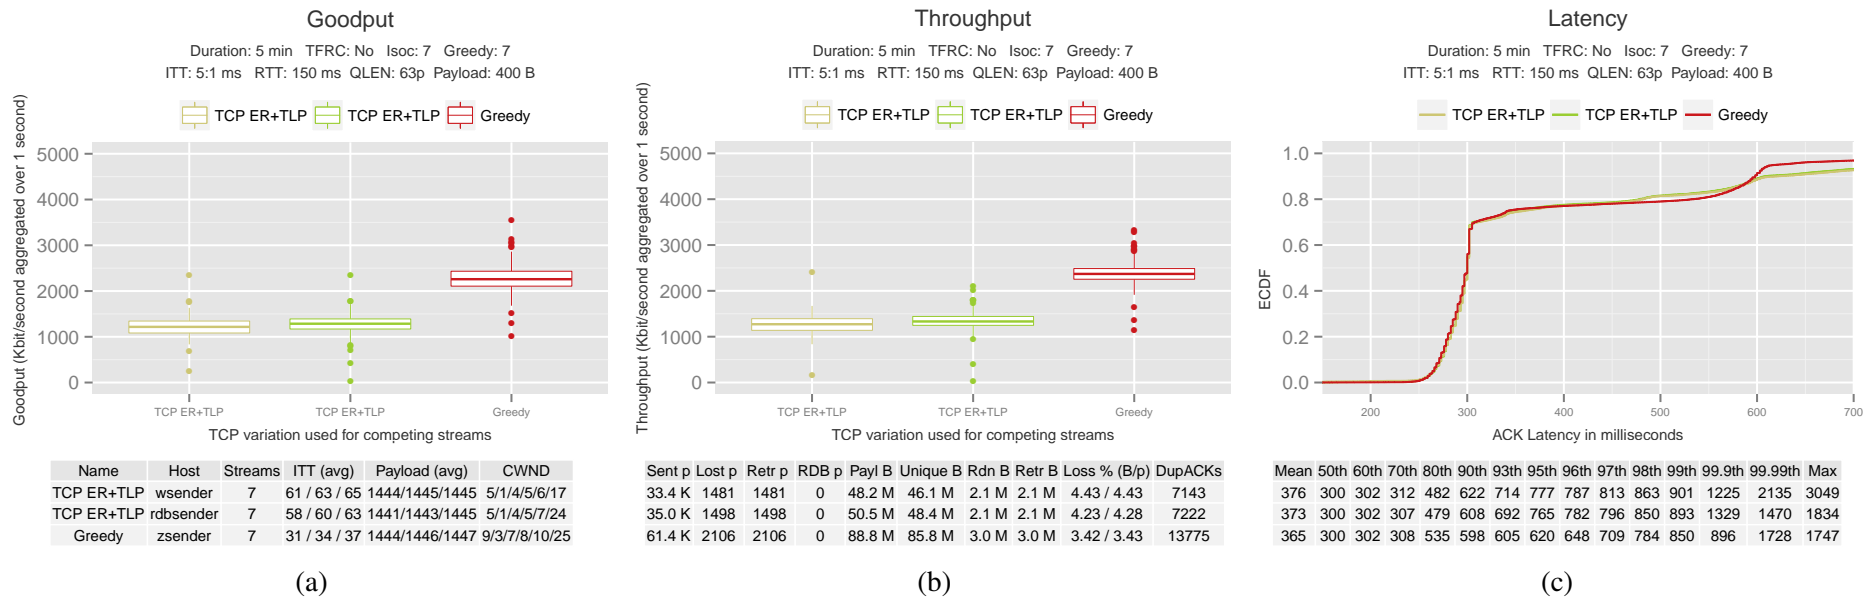 Goodput
Duration: 5 min TFRC: No Isoc: 7 Greedy: 7
ITT: 5:1 ms RTT: 150 ms QLEN: 63p Payload: 400 B
TCP ER+TLP TCP ER+TLP Greedy
Goodput (Kbit/second aggregated over 1 second)
5000
4000
3000
2000
1000
0
TCP ER+TLP TCP ER+TLP Greedy
TCP variation used for competing streams
Name Host Streams ITT (avg) Payload (avg) CWND
TCP ER+TLP wsender 7 61 / 63 / 65 1444/1445/1445 5/1/4/5/6/17
TCP ER+TLP rdbsender 7 58 / 60 / 63 1441/1443/1445 5/1/4/5/7/24
Greedy zsender 7 31 / 34 / 37 1444/1446/1447 9/3/7/8/10/25
(a)
Throughput
Duration: 5 min TFRC: No Isoc: 7 Greedy: 7
ITT: 5:1 ms RTT: 150 ms QLEN: 63p Payload: 400 B
TCP ER+TLP TCP ER+TLP Greedy
Throughput (Kbit/second aggregated over 1 second)
5000
4000
3000
2000
1000
0
TCP ER+TLP TCP ER+TLP Greedy
TCP variation used for competing streams
Sent p Lost p Retr p RDB p Payl B Unique B Rdn B Retr B Loss % (B/p) DupACKs
33.4 K 1481 1481 0 48.2 M 46.1 M 2.1 M 2.1 M 4.43 / 4.43 7143
35.0 K 1498 1498 0 50.5 M 48.4 M 2.1 M 2.1 M 4.23 / 4.28 7222
61.4 K 2106 2106 0 88.8 M 85.8 M 3.0 M 3.0 M 3.42 / 3.43 13775
(b)
Latency
Duration: 5 min TFRC: No Isoc: 7 Greedy: 7
ITT: 5:1 ms RTT: 150 ms QLEN: 63p Payload: 400 B
TCP ER+TLP TCP ER+TLP Greedy
ECDF
1.0
0.8
0.6
0.4
0.2
0.0
200 300 400 500 600 700
ACK Latency in milliseconds
Mean 50th 60th 70th 80th 90th 93th 95th 96th 97th 98th 99th 99.9th 99.99th Max
376 300 302 312 482 622 714 777 787 813 863 901 1225 2135 3049
373 300 302 307 479 608 692 765 782 796 850 893 1329 1470 1834
365 300 302 308 535 598 605 620 648 709 784 850 896 1728 1747
(c)